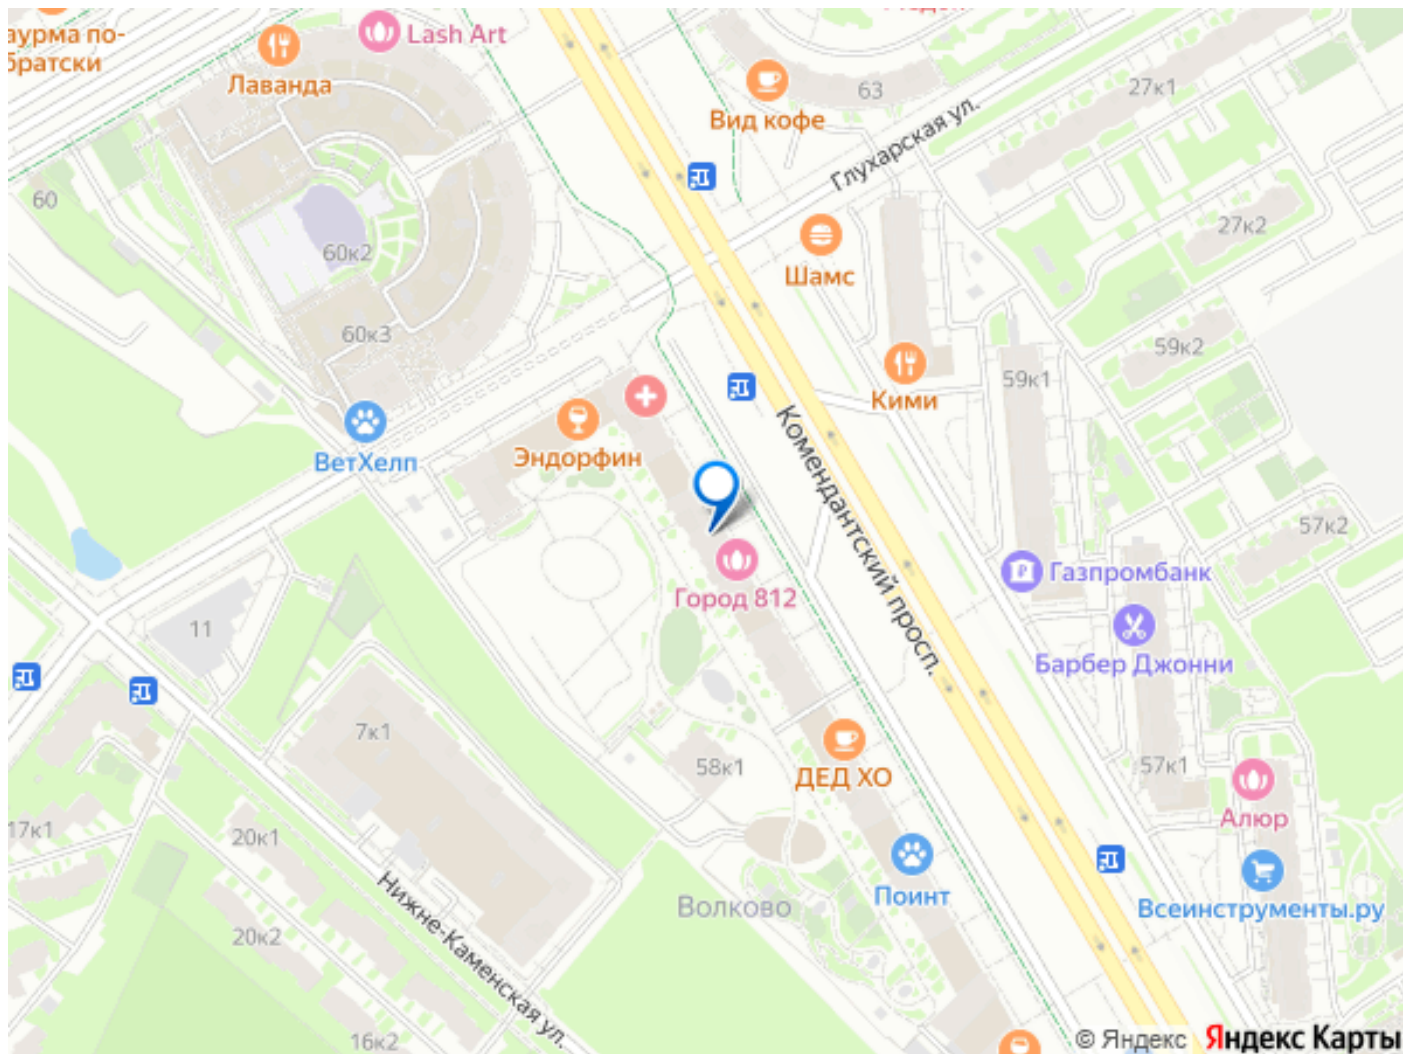 аурма по-
братски
Lash Art
Лаванда
Вид кофе
63
27к1
Глухарская ул.
60
60к2
27к2
Шамс
60к3
59к2
59к1
Кими
ВетХелп
Эндорфин
Комендантский просп.
57к2
Газпромбанк
Город 812
11
Барбер Джонни
7к1
58к1
ДЕД ХО
57к1
Алюр
17к1
20к1
Поинт
Всеинструменты.ру
Волково
Нижне-Каменская ул.
20к2
16к2
© Яндекс Яндекс Карты